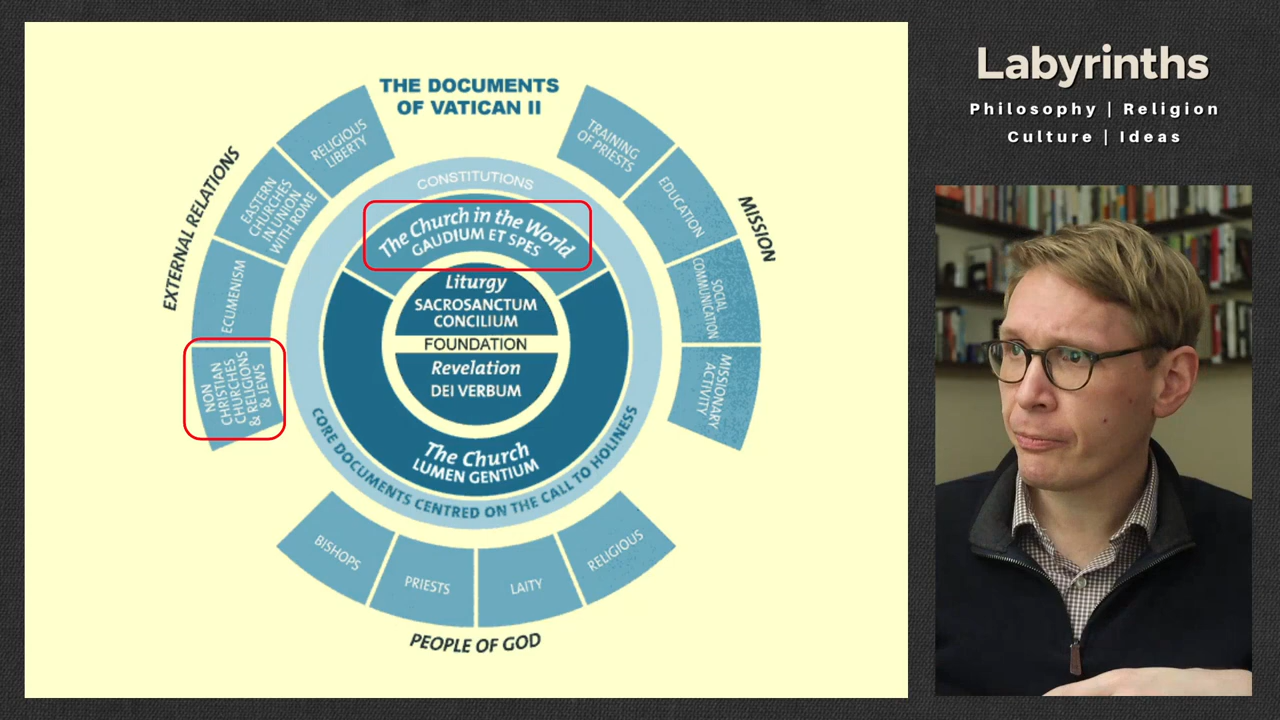 THE DOCUMENTS
OF VATICAN II
CONSTITUTIONS
The Church in the World
GAUDIUM ET SPES
Liturgy
SACROSANCTUM
CONCILIUM
FOUNDATION
Revelation
DEI VERBUM
The Church
LUMEN GENTIUM
CORE DOCUMENTS CENTRED ON THE CALL TO HOLINESS
EXTERNAL RELATIONS
RELIGIOUS
LIBERTY
EASTERN
CHURCHES
IN UNION
WITH ROME
ECUMENISM
NON
CHRISTIAN
CHURCHES
& RELIGIONS
& JEWS
MISSION
TRAINING
OF PRIESTS
EDUCATION
SOCIAL
COMMUNICATION
MISSIONARY
ACTIVITY
BISHOPS
PRIESTS
LAITY
RELIGIOUS
PEOPLE OF GOD
Labyrinths
Philosophy | Religion
Culture | Ideas